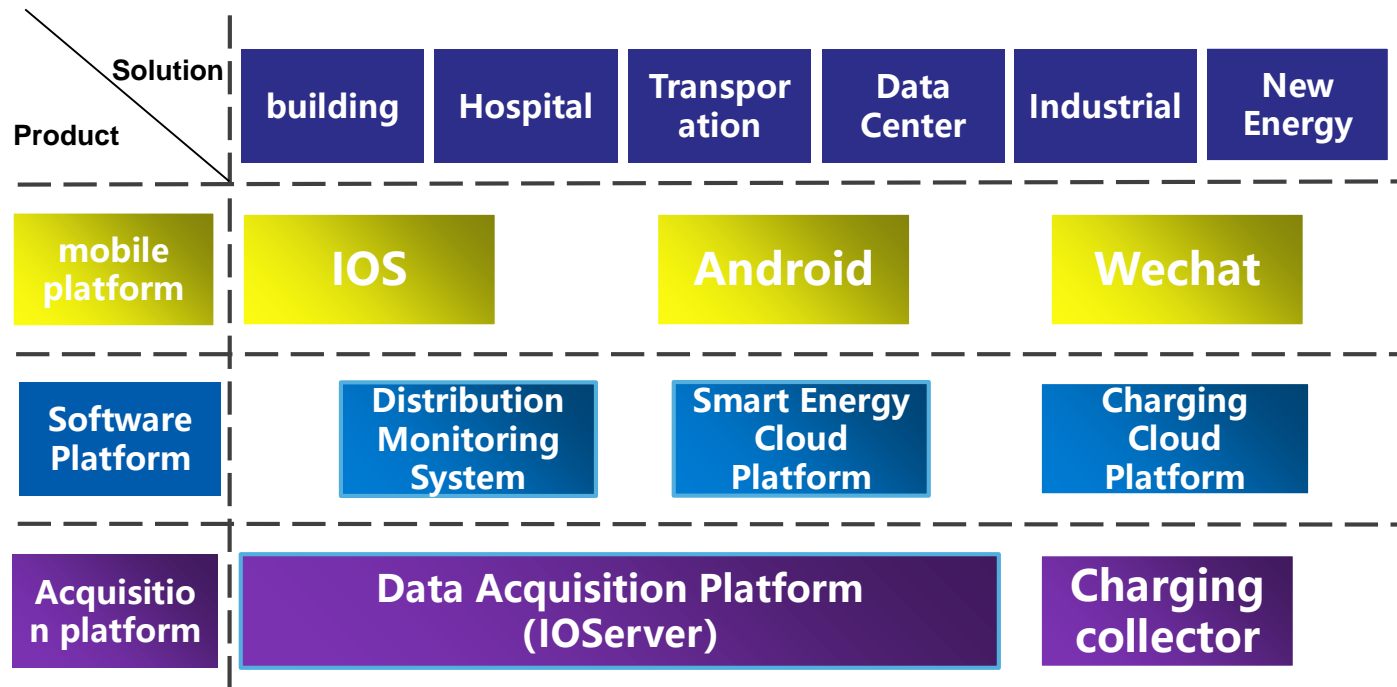 Solution
Product
building
Hospital
Transpor
ation
Data
Center
Industrial
New
Energy
mobile
platform
IOS
Android
Wechat
Software
Platform
Distribution
Monitoring
System
Smart Energy
Cloud
Platform
Charging
Cloud
Platform
Acquisitio
n platform
Data Acquisition Platform
(IOServer)
Charging
collector